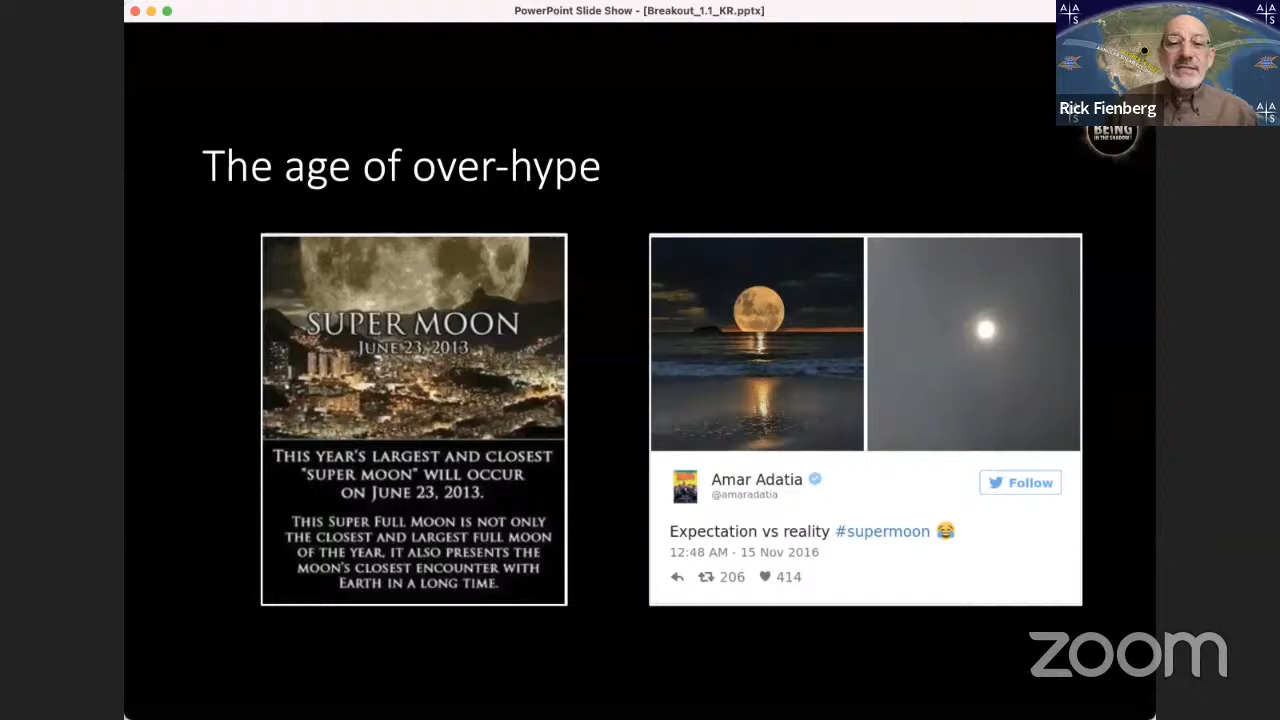 PowerPoint Slide Show - [Breakout_1.1_KR.pptx]
Rick Fienberg
BEING
IN THE SHADOW
The age of over-hype
SUPER MOON
JUNE 23, 2013
THIS YEAR'S LARGEST AND CLOSEST
"SUPER MOON" WILL OCCUR
ON JUNE 23, 2013.
THIS SUPER FULL MOON IS NOT ONLY
THE CLOSEST AND LARGEST FULL MOON
OF THE YEAR, IT ALSO PRESENTS THE
MOON'S CLOSEST ENCOUNTER WITH
EARTH IN A LONG TIME.
Amar Adatia
@amaradatia
Follow
Expectation vs reality #supermoon 😂
12:48 AM - 15 Nov 2016
206 414
zoom